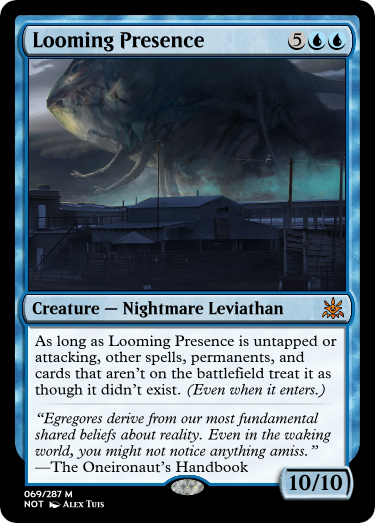 Looming Presence 5
Creature — Nightmare Leviathan
As long as Looming Presence is untapped or
attacking, other spells, permanents, and
cards that aren't on the battlefield treat it as
though it didn't exist. (Even when it enters.)
“Egregores derive from our most fundamental
shared beliefs about reality. Even in the waking
world, you might not notice anything amiss.”
—The Oneironaut's Handbook
10/10
069/287 M
NOT Alex Tuis